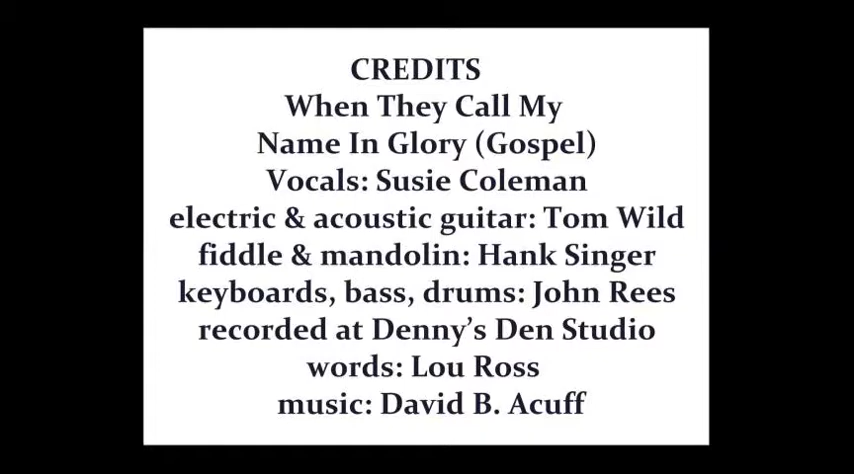 CREDITS
When They Call My
Name In Glory (Gospel)
Vocals: Susie Coleman
electric & acoustic guitar: Tom Wild
fiddle & mandolin: Hank Singer
keyboards, bass, drums: John Rees
recorded at Denny’s Den Studio
words: Lou Ross
music: David B. Acuff